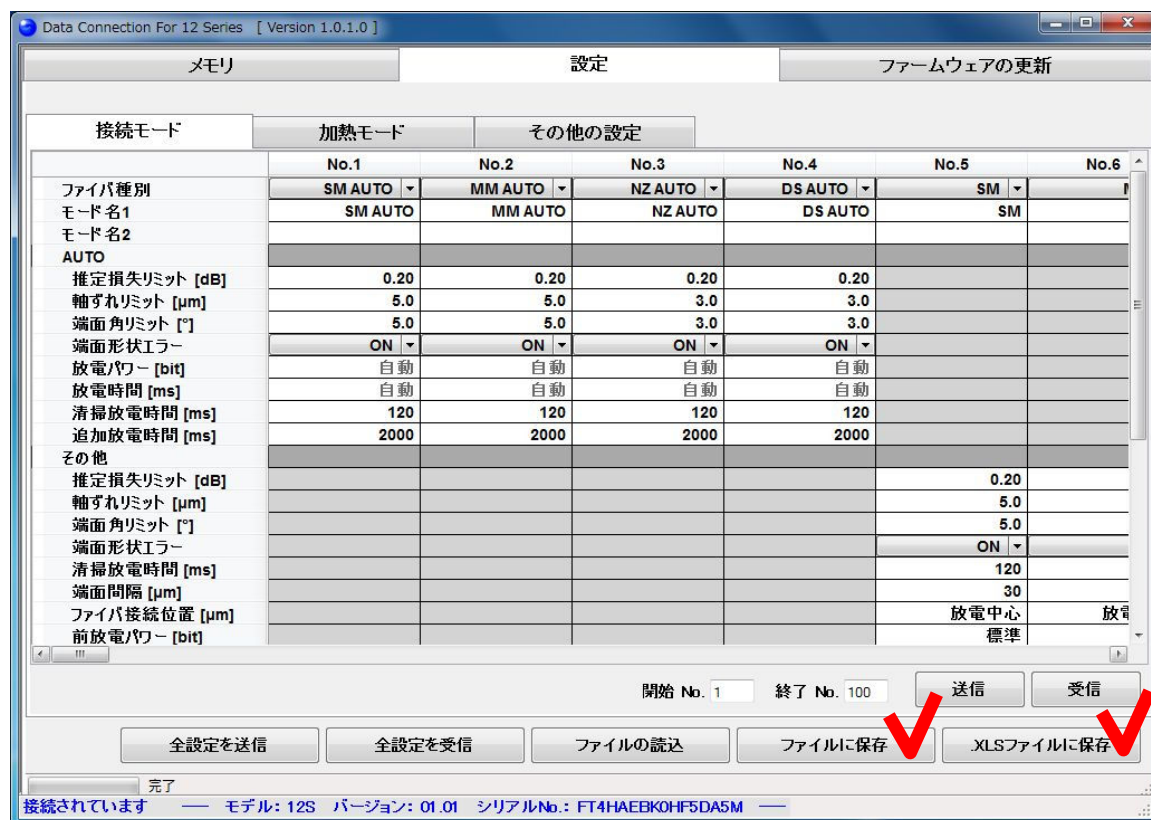 Data Connection For 12 Series [ Version 1.0.1.0 ]
メモリ 設定 ファームウェアの更新
接続モード 加熱モード その他の設定
No.1 No.2 No.3 No.4 No.5 No.6
ファイバ種別 SM AUTO MM AUTO NZ AUTO DS AUTO SM
モード名1 SM AUTO MM AUTO NZ AUTO DS AUTO SM
モード名2
AUTO
推定損失リミット [dB] 0.20 0.20 0.20 0.20
軸ずれリミット [µm] 5.0 5.0 3.0 3.0
端面角リミット [°] 5.0 5.0 3.0 3.0
端面形状エラー ON ON ON ON
放電パワー [bit] 自動 自動 自動 自動
放電時間 [ms] 自動 自動 自動 自動
清掃放電時間 [ms] 120 120 120 120
追加放電時間 [ms] 2000 2000 2000 2000
その他
推定損失リミット [dB] 0.20
軸ずれリミット [µm] 5.0
端面角リミット [°] 5.0
端面形状エラー ON
清掃放電時間 [ms] 120
端面間隔 [µm] 30
ファイバ接続位置 [µm] 放電中心 放電
前放電パワー [bit] 標準
開始 No. 1 終了 No. 100 送信 受信
全設定を送信 全設定を受信 ファイルの読込 ファイルに保存 .XLSファイルに保存
完了
接続されています ── モデル: 12S バージョン: 01.01 シリアルNo.: FT4HAEBK0HF5DA5M ──